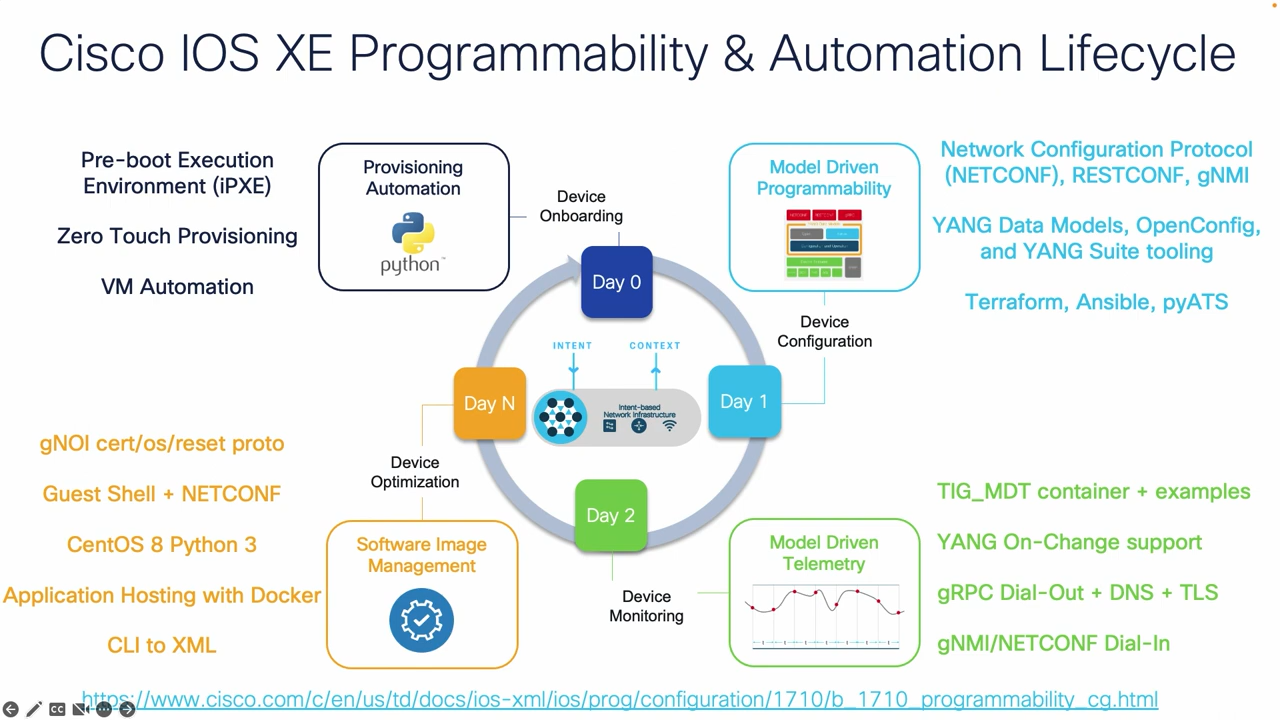 Cisco IOS XE Programmability & Automation Lifecycle
Pre-boot Execution
Environment (iPXE)
Zero Touch Provisioning
VM Automation
Provisioning
Automation
python
Device
Onboarding
Day 0
Model Driven
Programmability
Network Configuration Protocol
(NETCONF), RESTCONF, gNMI
YANG Data Models, OpenConfig,
and YANG Suite tooling
Terraform, Ansible, pyATS
Device
Configuration
INTENT
CONTEXT
Day N
Intent-based
Network Infrastructure
Day 1
gNOI cert/os/reset proto
Guest Shell + NETCONF
CentOS 8 Python 3
Application Hosting with Docker
CLI to XML
Device
Optimization
Software Image
Management
Day 2
Device
Monitoring
Model Driven
Telemetry
TIG_MDT container + examples
YANG On-Change support
gRPC Dial-Out + DNS + TLS
gNMI/NETCONF Dial-In
https://www.cisco.com/c/en/us/td/docs/ios-xml/ios/prog/configuration/1710/b_1710_programmability_cg.html
CC